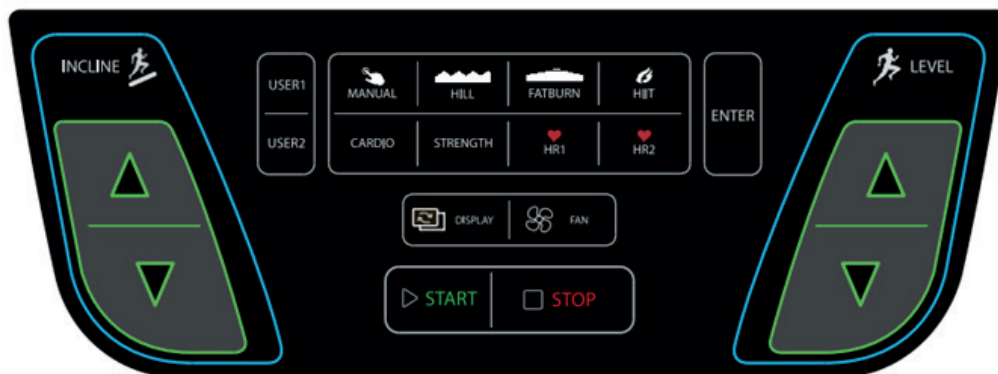 INCLINE
LEVEL
USER1
MANUAL HILL FATBURN HIIT
ENTER
USER2
CARDIO STRENGTH HR1 HR2
DISPLAY FAN
START STOP